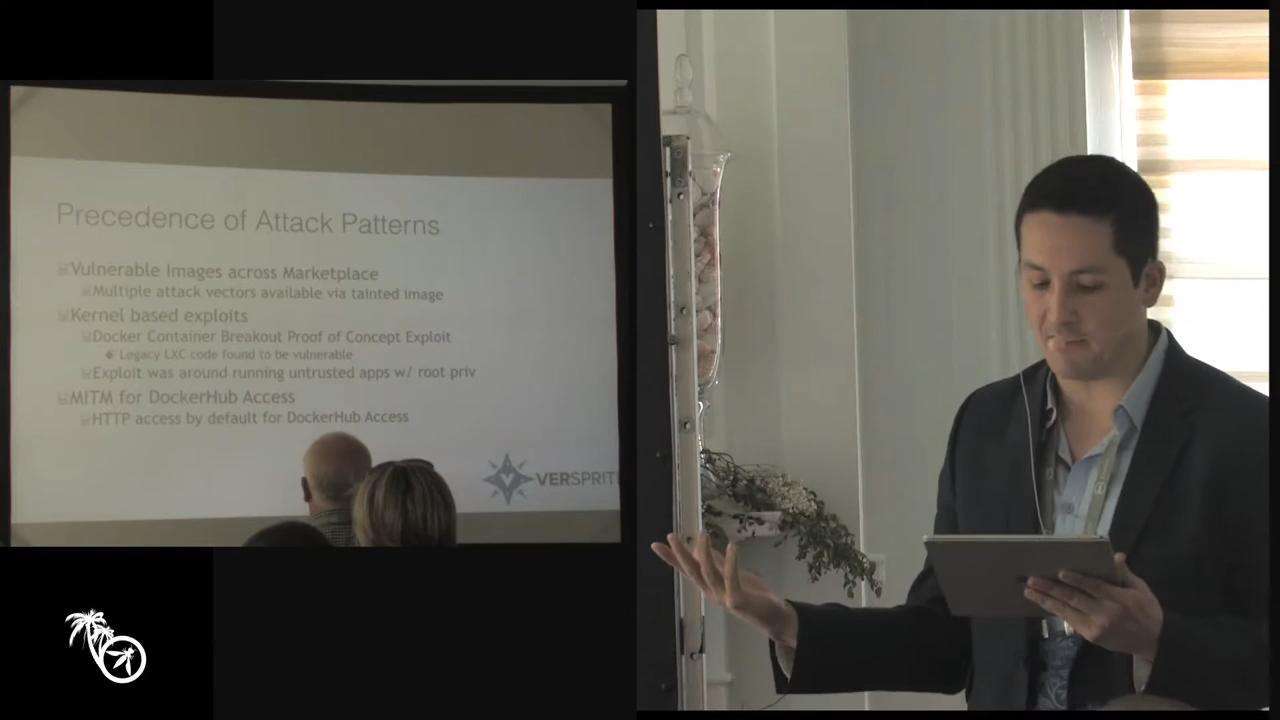 Precedence of Attack Patterns
Vulnerable Images across Marketplace
Multiple attack vectors available via tainted image
Kernel based exploits
Docker Container Breakout Proof of Concept Exploit
Legacy LXC code found to be vulnerable
Exploit was around running untrusted apps w/ root priv
MITM for DockerHub Access
HTTP access by default for DockerHub Access
VERSPRITE